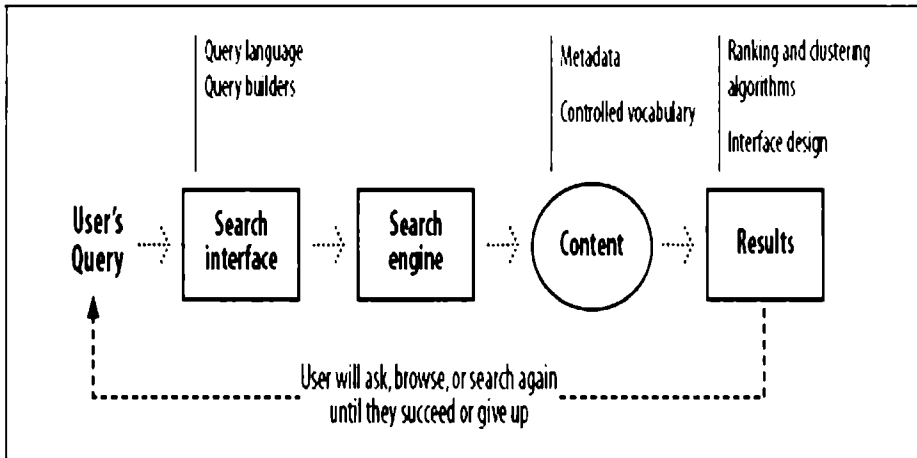 Query language
Query builders
Metadata
Controlled vocabulary
Ranking and clustering
algorithms
Interface design
User's
Query
Search
interface
Search
engine
Content
Results
User will ask, browse, or search again
until they succeed or give up